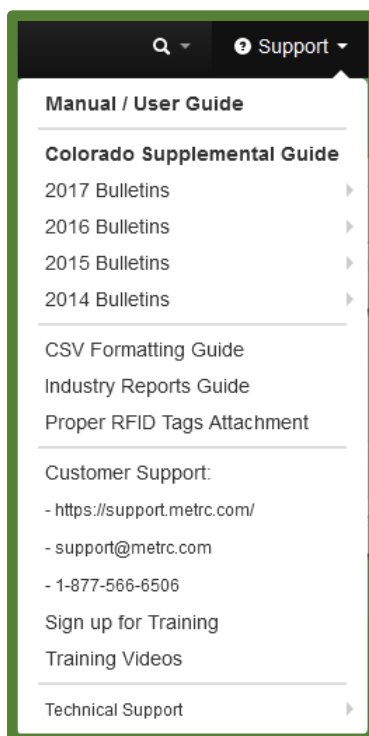 Support
Manual / User Guide
Colorado Supplemental Guide
2017 Bulletins
2016 Bulletins
2015 Bulletins
2014 Bulletins
CSV Formatting Guide
Industry Reports Guide
Proper RFID Tags Attachment
Customer Support:
- https://support.metrc.com/
- support@metrc.com
- 1-877-566-6506
Sign up for Training
Training Videos
Technical Support